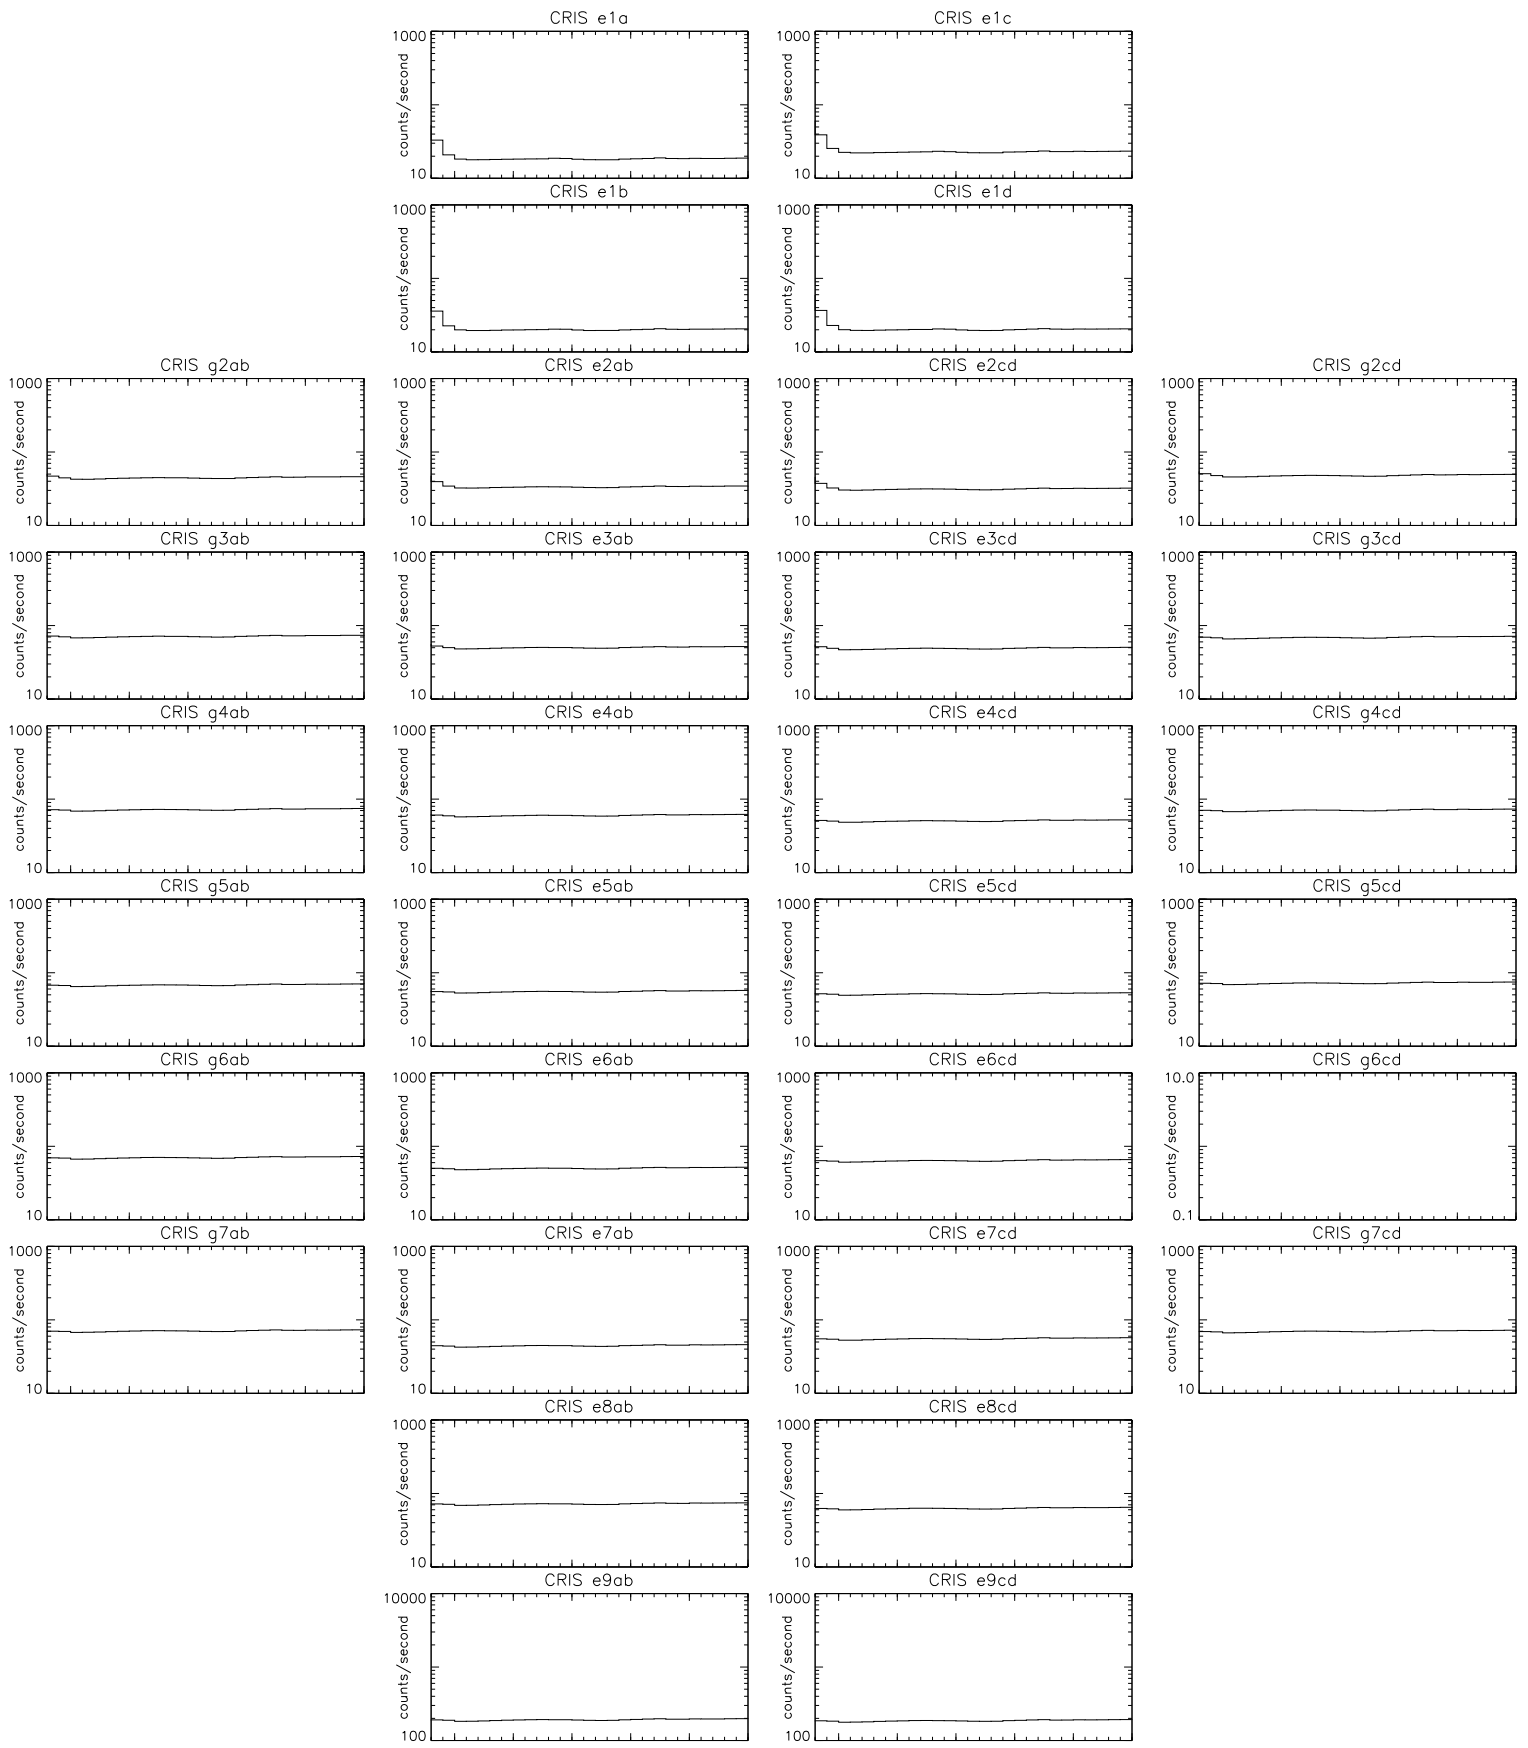 CRIS e1a CRIS e1c
1000 1000
counts/second counts/second
10 10
CRIS e1b CRIS e1d
1000 1000
counts/second counts/second
10 10
CRIS g2ab CRIS e2ab CRIS e2cd CRIS g2cd
1000 1000 1000 1000
counts/second counts/second counts/second counts/second
10 10 10 10
CRIS g3ab CRIS e3ab CRIS e3cd CRIS g3cd
1000 1000 1000 1000
counts/second counts/second counts/second counts/second
10 10 10 10
CRIS g4ab CRIS e4ab CRIS e4cd CRIS g4cd
1000 1000 1000 1000
counts/second counts/second counts/second counts/second
10 10 10 10
CRIS g5ab CRIS e5ab CRIS e5cd CRIS g5cd
1000 1000 1000 1000
counts/second counts/second counts/second counts/second
10 10 10 10
CRIS g6ab CRIS e6ab CRIS e6cd CRIS g6cd
1000 1000 1000 10.0
counts/second counts/second counts/second counts/second
10 10 10 0.1
CRIS g7ab CRIS e7ab CRIS e7cd CRIS g7cd
1000 1000 1000 1000
counts/second counts/second counts/second counts/second
10 10 10 10
CRIS e8ab CRIS e8cd
1000 1000
counts/second counts/second
10 10
CRIS e9ab CRIS e9cd
10000 10000
counts/second counts/second
100 100